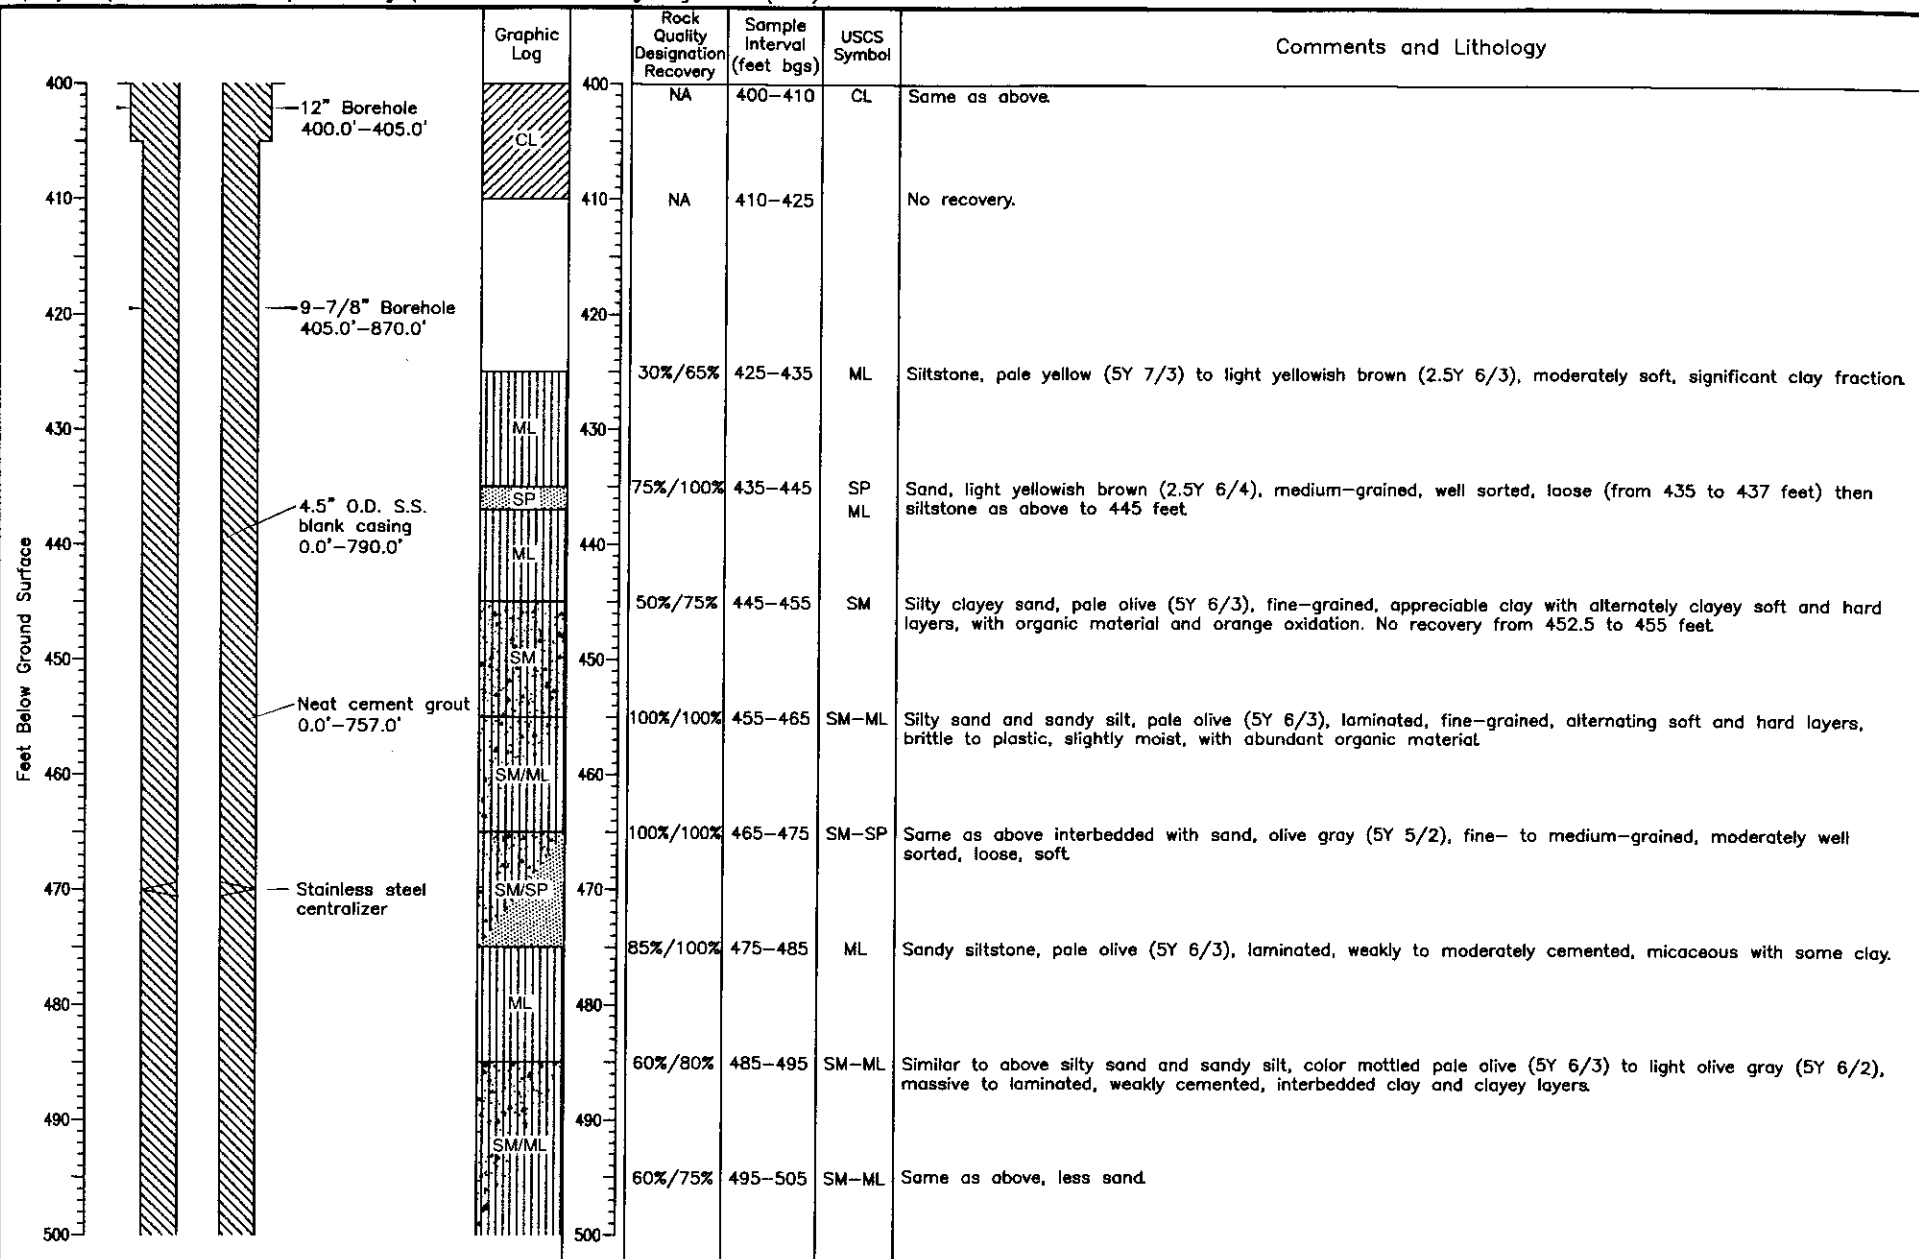 Graphic Log
Rock Quality Designation Recovery
Sample Interval (feet bgs)
USCS Symbol
Comments and Lithology
Feet Below Ground Surface
400
410
420
430
440
450
460
470
480
490
500
12" Borehole
400.0'-405.0'
9-7/8" Borehole
405.0'-870.0'
4.5" O.D. S.S.
blank casing
0.0'-790.0'
Neat cement grout
0.0'-757.0'
Stainless steel
centralizer
CL
ML
SP
ML
SM
SM/ML
SM/SP
ML
SM/ML
400
410
420
430
440
450
460
470
480
490
500
NA 400-410 CL Same as above.
NA 410-425 No recovery.
30%/65% 425-435 ML Siltstone, pale yellow (5Y 7/3) to light yellowish brown (2.5Y 6/3), moderately soft, significant clay fraction.
75%/100% 435-445 SP Sand, light yellowish brown (2.5Y 6/4), medium-grained, well sorted, loose (from 435 to 437 feet) then
ML siltstone as above to 445 feet.
50%/75% 445-455 SM Silty clayey sand, pale olive (5Y 6/3), fine-grained, appreciable clay with alternately clayey soft and hard
layers, with organic material and orange oxidation. No recovery from 452.5 to 455 feet.
100%/100% 455-465 SM-ML Silty sand and sandy silt, pale olive (5Y 6/3), laminated, fine-grained, alternating soft and hard layers,
brittle to plastic, slightly moist, with abundant organic material.
100%/100% 465-475 SM-SP Same as above interbedded with sand, olive gray (5Y 5/2), fine- to medium-grained, moderately well
sorted, loose, soft.
85%/100% 475-485 ML Sandy siltstone, pale olive (5Y 6/3), laminated, weakly to moderately cemented, micaceous with some clay.
60%/80% 485-495 SM-ML Similar to above silty sand and sandy silt, color mottled pale olive (5Y 6/3) to light olive gray (5Y 6/2),
massive to laminated, weakly cemented, interbedded clay and clayey layers.
60%/75% 495-505 SM-ML Same as above, less sand.